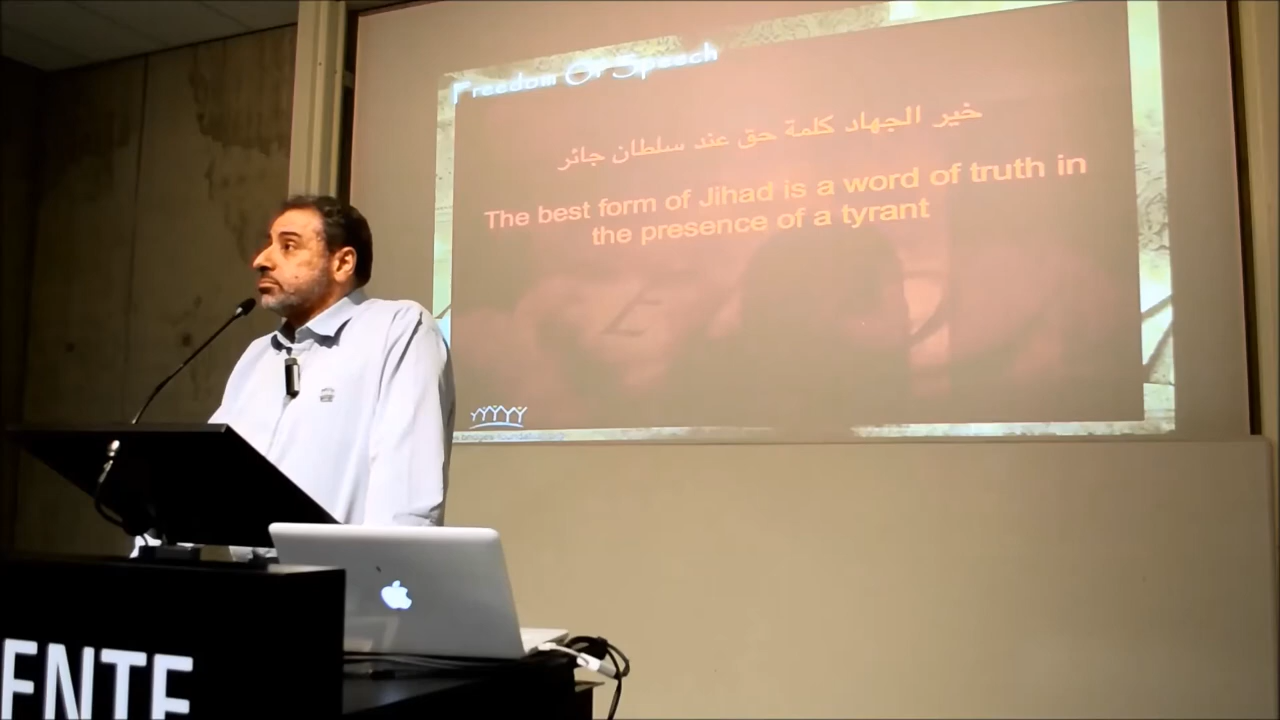 Freedom Of Speech
خير الجهاد كلمة حق عند سلطان جائر
The best form of Jihad is a word of truth in
the presence of a tyrant
ENTE